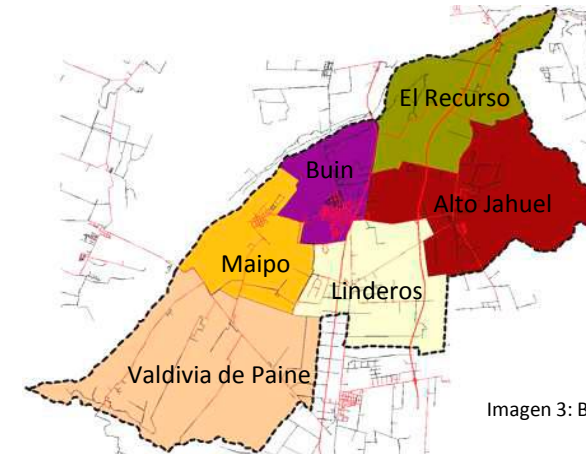 El Recurso
Buin
Alto Jahuel
Maipo
Linderos
Valdivia de Paine
Imagen 3: B